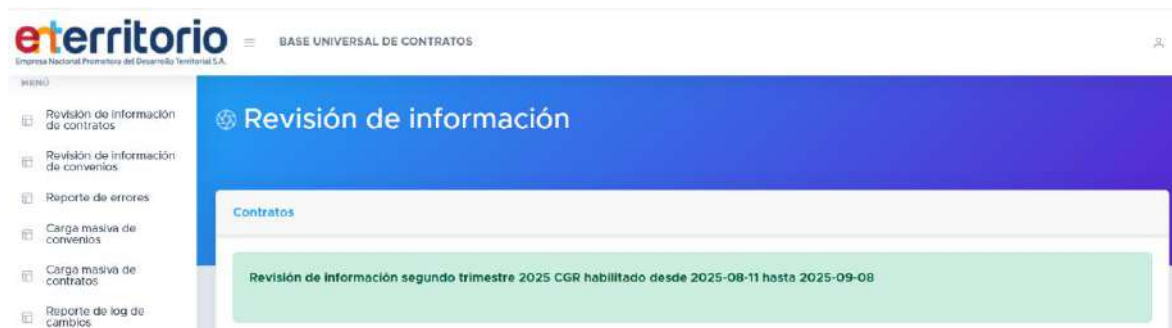 enterritorio
Empresa Nacional Promotora del Desarrollo Territorial S.A.
BASE UNIVERSAL DE CONTRATOS
MENÚ
Revisión de información
de contratos
Revisión de información
de convenios
Reporte de errores
Carga masiva de
convenios
Carga masiva de
contratos
Reporte de log de
cambios
Revisión de información
Contratos
Revisión de información segundo trimestre 2025 CGR habilitado desde 2025-08-11 hasta 2025-09-08